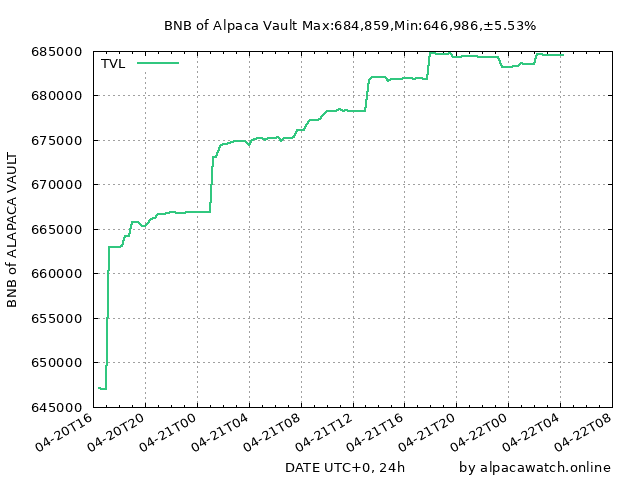 BNB of Alpaca Vault Max:684,859,Min:646,986,±5.53%
TVL
685000
680000
675000
670000
665000
660000
655000
650000
645000
BNB of ALAPACA VAULT
04-20T16
04-20T20
04-21T00
04-21T04
04-21T08
04-21T12
04-21T16
04-21T20
04-22T00
04-22T04
04-22T08
DATE UTC+0, 24h
by alpacawatch.online